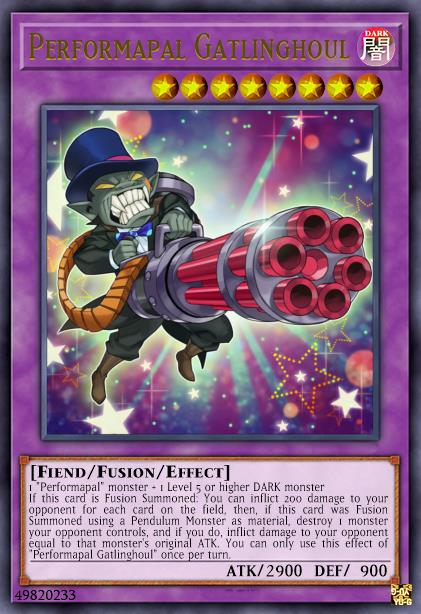 Performapal Gatlinghoul
DARK
闇
[Fiend/Fusion/Effect]
1 "Performapal" monster + 1 Level 5 or higher DARK monster
If this card is Fusion Summoned: You can inflict 200 damage to your
opponent for each card on the field, then, if this card was Fusion
Summoned using a Pendulum Monster as material, destroy 1 monster
your opponent controls, and if you do, inflict damage to your opponent
equal to that monster's original ATK. You can only use this effect of
"Performapal Gatlinghoul" once per turn.
ATK/2900 DEF/ 900
49820233